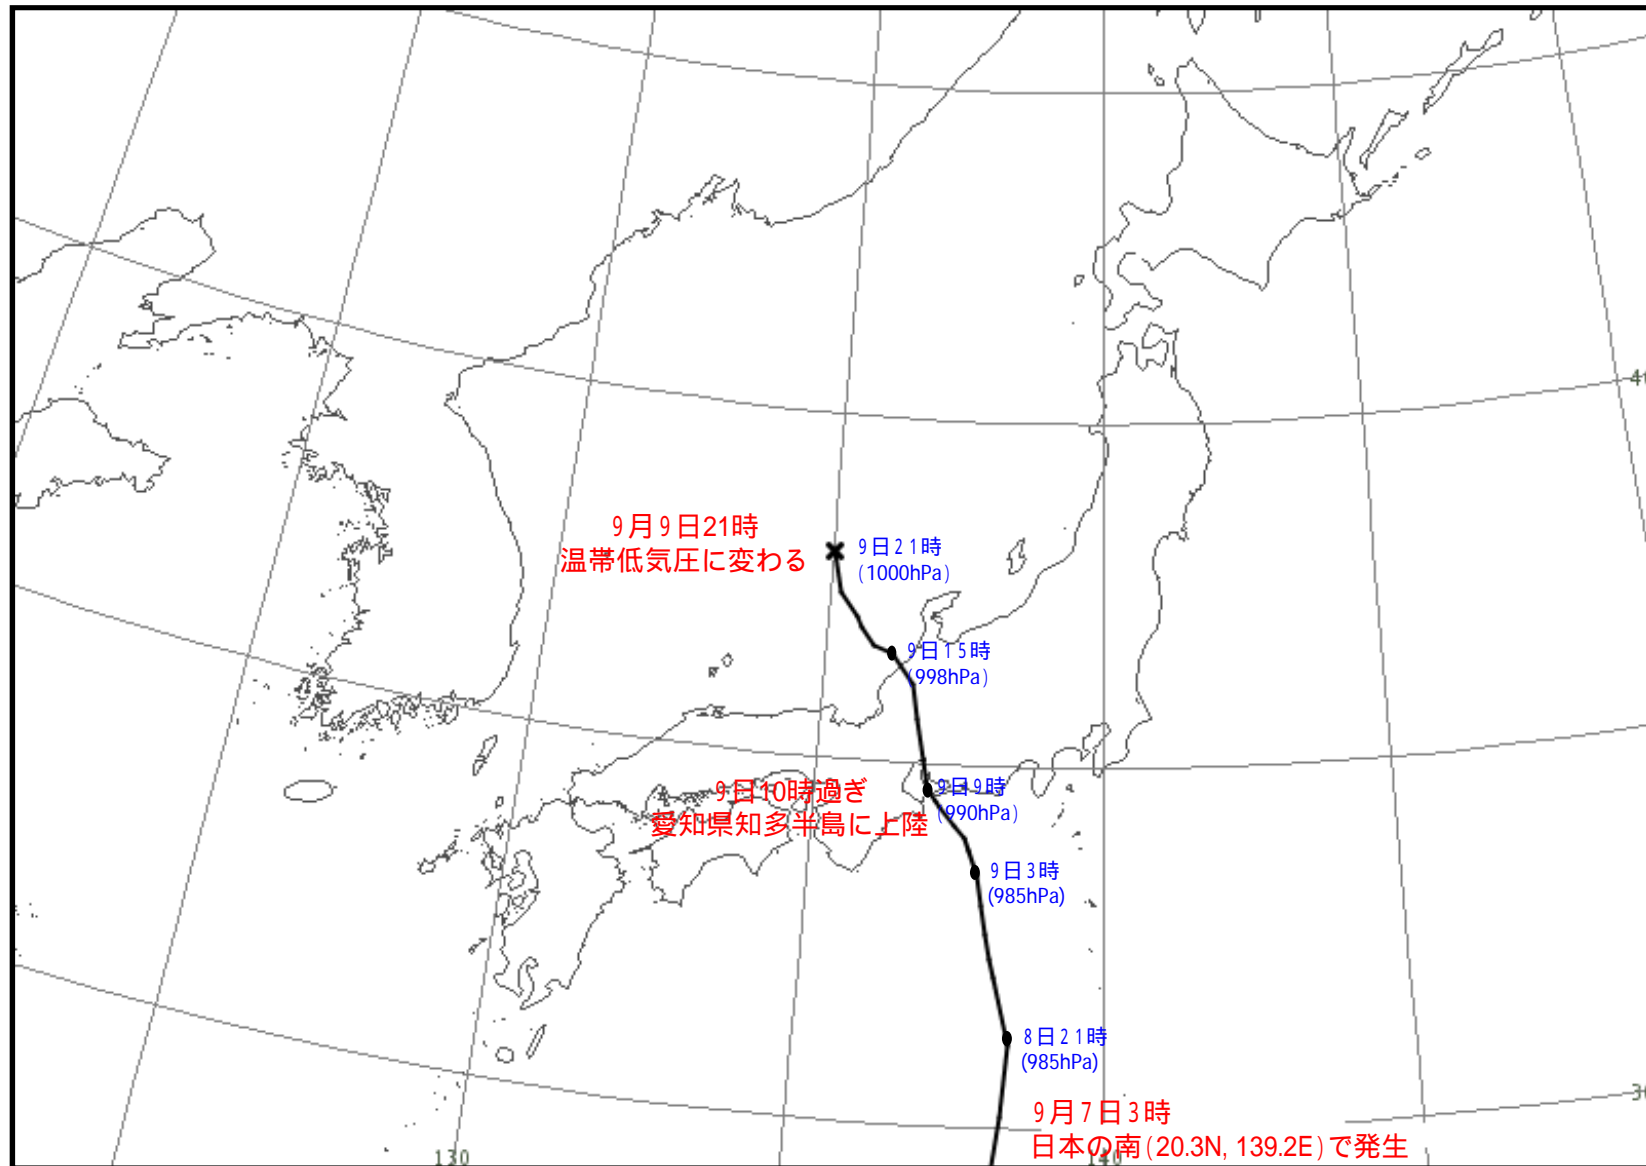 4
9月9日21時
温帯低気圧に変わる
9日21時
(1000hPa)
9日15時
(998hPa)
9日10時過ぎ
愛知県知多半島に上陸
9日9時
(990hPa)
9日3時
(985hPa)
8日21時
(985hPa)
9月7日3時
日本の南(20.3N, 139.2E)で発生
3
130
140